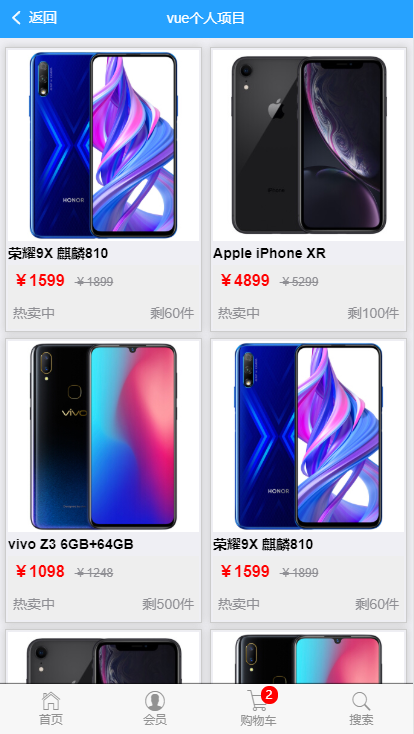 返回
vue个人项目
HONOR
iPhone
荣耀9X 麒麟810
Apple iPhone XR
￥1599 ￥1899
￥4899 ￥5299
热卖中 剩60件
热卖中 剩100件
vivo
HONOR
vivo Z3 6GB+64GB
荣耀9X 麒麟810
￥1098 ￥1248
￥1599 ￥1899
热卖中 剩500件
热卖中 剩60件
2
首页
会员
购物车
搜索